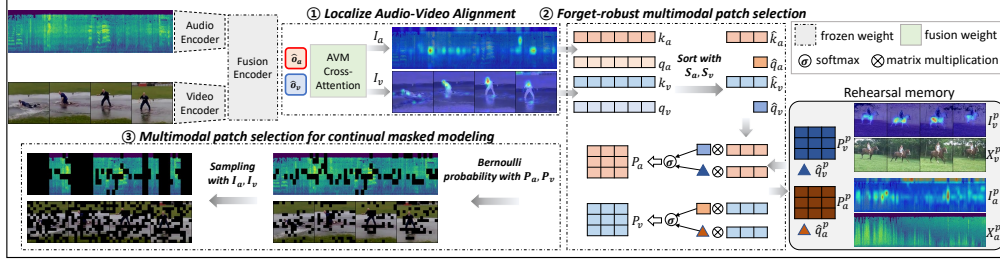 Audio
Encoder
Video
Encoder
Fusion
Encoder
① Localize Audio-Video Alignment
ô_a
ô_v
AVM
Cross-
Attention
I_a
I_v
② Forget-robust multimodal patch selection
k_a
q_a
k_v
q_v
Sort with
S_a, S_v
k̂_a
q̂_a
k̂_v
q̂_v
P_a
σ
⊗
⊗
P_v
σ
⊗
⊗
frozen weight
fusion weight
σ softmax
⊗ matrix multiplication
Rehearsal memory
P_v^p
q̂_v^p
P_a^p
q̂_a^p
I_v^p
X_v^p
I_a^p
X_a^p
③ Multimodal patch selection for continual masked modeling
Sampling
with I_a, I_v
Bernoulli
probability with P_a, P_v